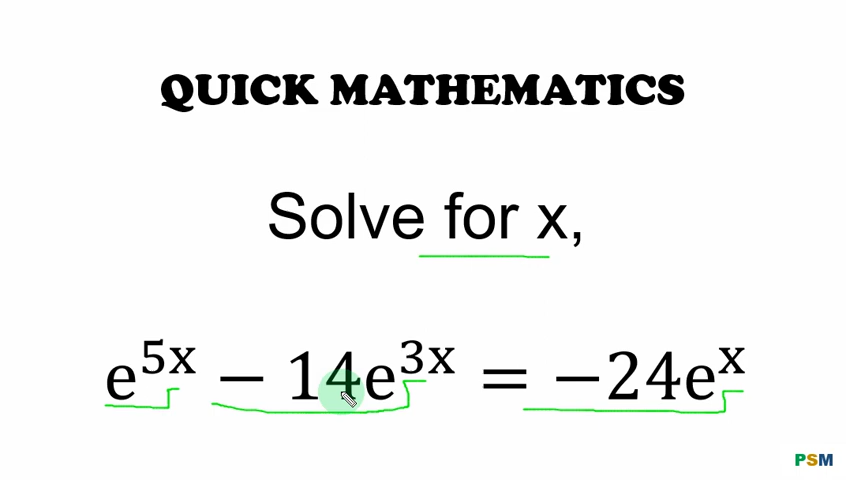 QUICK MATHEMATICS
Solve for x,
e^{5x} − 14e^{3x} = −24e^{x}
PSM